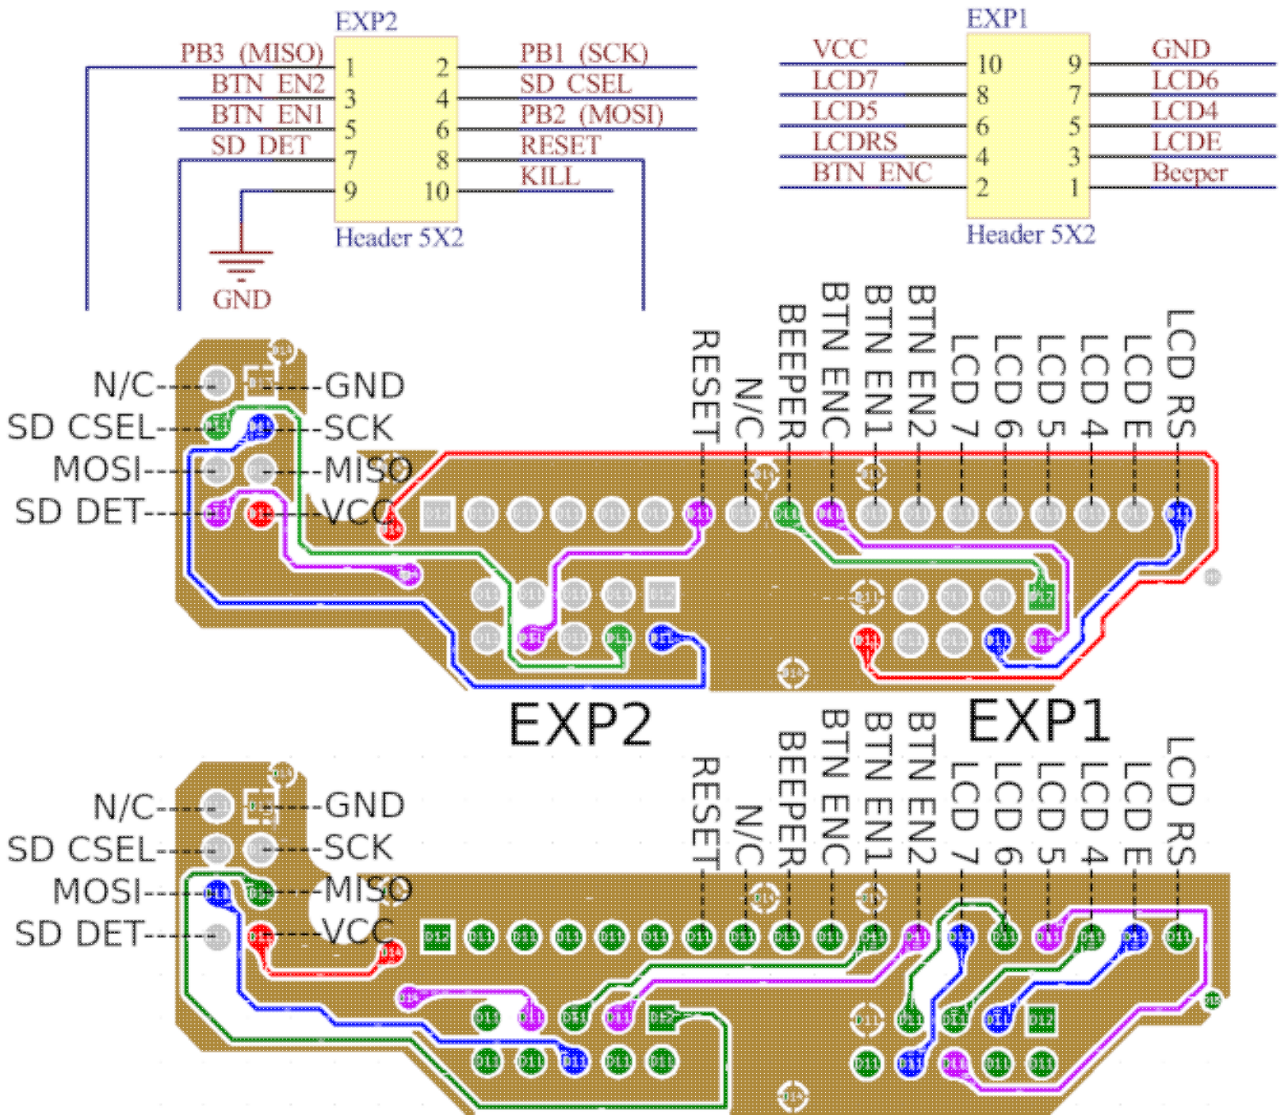 EXP2
PB3 (MISO) 1 2 PB1 (SCK)
BTN EN2 3 4 SD CSEL
BTN EN1 5 6 PB2 (MOSI)
SD DET 7 8 RESET
9 10 KILL
Header 5X2
GND
EXP1
VCC 10 9 GND
LCD7 8 7 LCD6
LCD5 6 5 LCD4
LCDRS 4 3 LCDE
BTN ENC 2 1 Beeper
Header 5X2
N/C GND
SD CSEL SCK
MOSI MISO
SD DET VCC
RESET
N/C
BEEPER
BTN ENC
BTN EN1
BTN EN2
LCD 7
LCD 6
LCD 5
LCD 4
LCD E
LCD RS
EXP2
EXP1
N/C GND
SD CSEL SCK
MOSI MISO
SD DET VCC
RESET
N/C
BEEPER
BTN ENC
BTN EN1
BTN EN2
LCD 7
LCD 6
LCD 5
LCD 4
LCD E
LCD RS